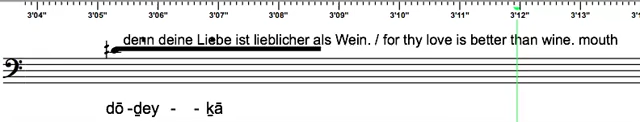 3'04" 3'05" 3'06" 3'07" 3'08" 3'09" 3'10" 3'11" 3'12" 3'13"
denn deine Liebe ist lieblicher als Wein. / for thy love is better than wine. mouth
dō - ḏey - - ḵā